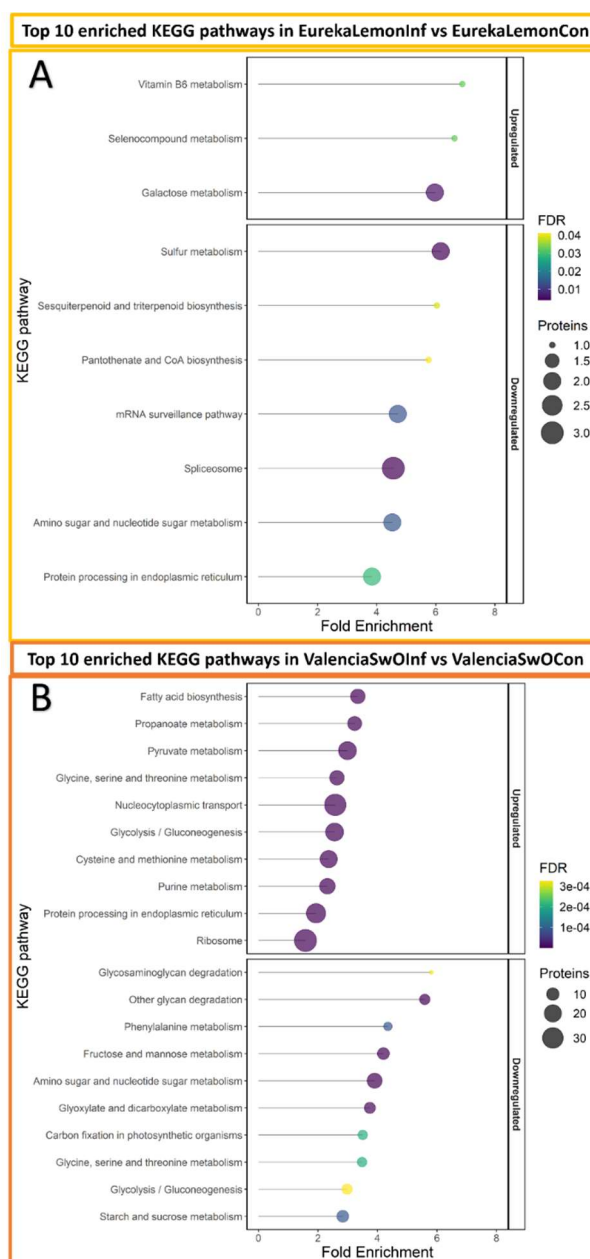 Top 10 enriched KEGG pathways in EurekaLemonInf vs EurekaLemonCon
A
KEGG pathway
Vitamin B6 metabolism
Selenocompound metabolism
Galactose metabolism
Upregulated
Sulfur metabolism
Sesquiterpenoid and triterpenoid biosynthesis
Pantothenate and CoA biosynthesis
mRNA surveillance pathway
Spliceosome
Amino sugar and nucleotide sugar metabolism
Protein processing in endoplasmic reticulum
Downregulated
0 2 4 6 8
Fold Enrichment
FDR
0.04
0.03
0.02
0.01
Proteins
1.0
1.5
2.0
2.5
3.0
Top 10 enriched KEGG pathways in ValenciaSwOInf vs ValenciaSwOCon
B
KEGG pathway
Fatty acid biosynthesis
Propanoate metabolism
Pyruvate metabolism
Glycine, serine and threonine metabolism
Nucleocytoplasmic transport
Glycolysis / Gluconeogenesis
Cysteine and methionine metabolism
Purine metabolism
Protein processing in endoplasmic reticulum
Ribosome
Upregulated
Glycosaminoglycan degradation
Other glycan degradation
Phenylalanine metabolism
Fructose and mannose metabolism
Amino sugar and nucleotide sugar metabolism
Glyoxylate and dicarboxylate metabolism
Carbon fixation in photosynthetic organisms
Glycine, serine and threonine metabolism
Glycolysis / Gluconeogenesis
Starch and sucrose metabolism
Downregulated
0 2 4 6 8
Fold Enrichment
FDR
3e-04
2e-04
1e-04
Proteins
10
20
30